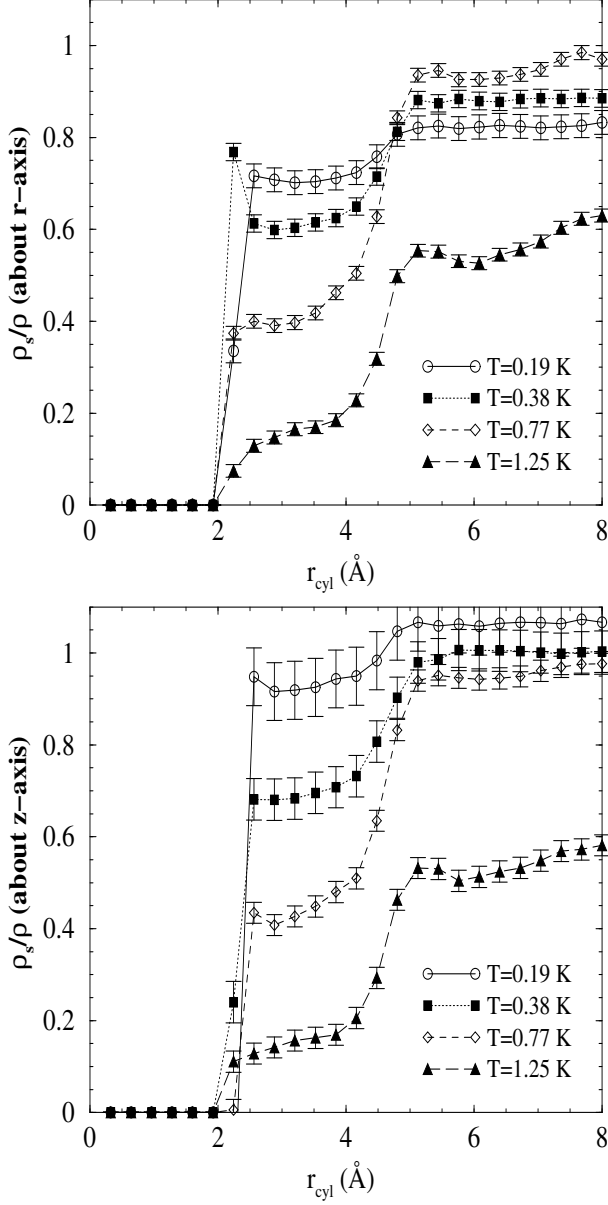 1
0.8
0.6
0.4
0.2
0
ρs/ρ (about r−axis)
T=0.19 K
T=0.38 K
T=0.77 K
T=1.25 K
0 2 4 6 8
rcyl (Å)
1
0.8
0.6
0.4
0.2
0
ρs/ρ (about z−axis)
T=0.19 K
T=0.38 K
T=0.77 K
T=1.25 K
0 2 4 6 8
rcyl (Å)